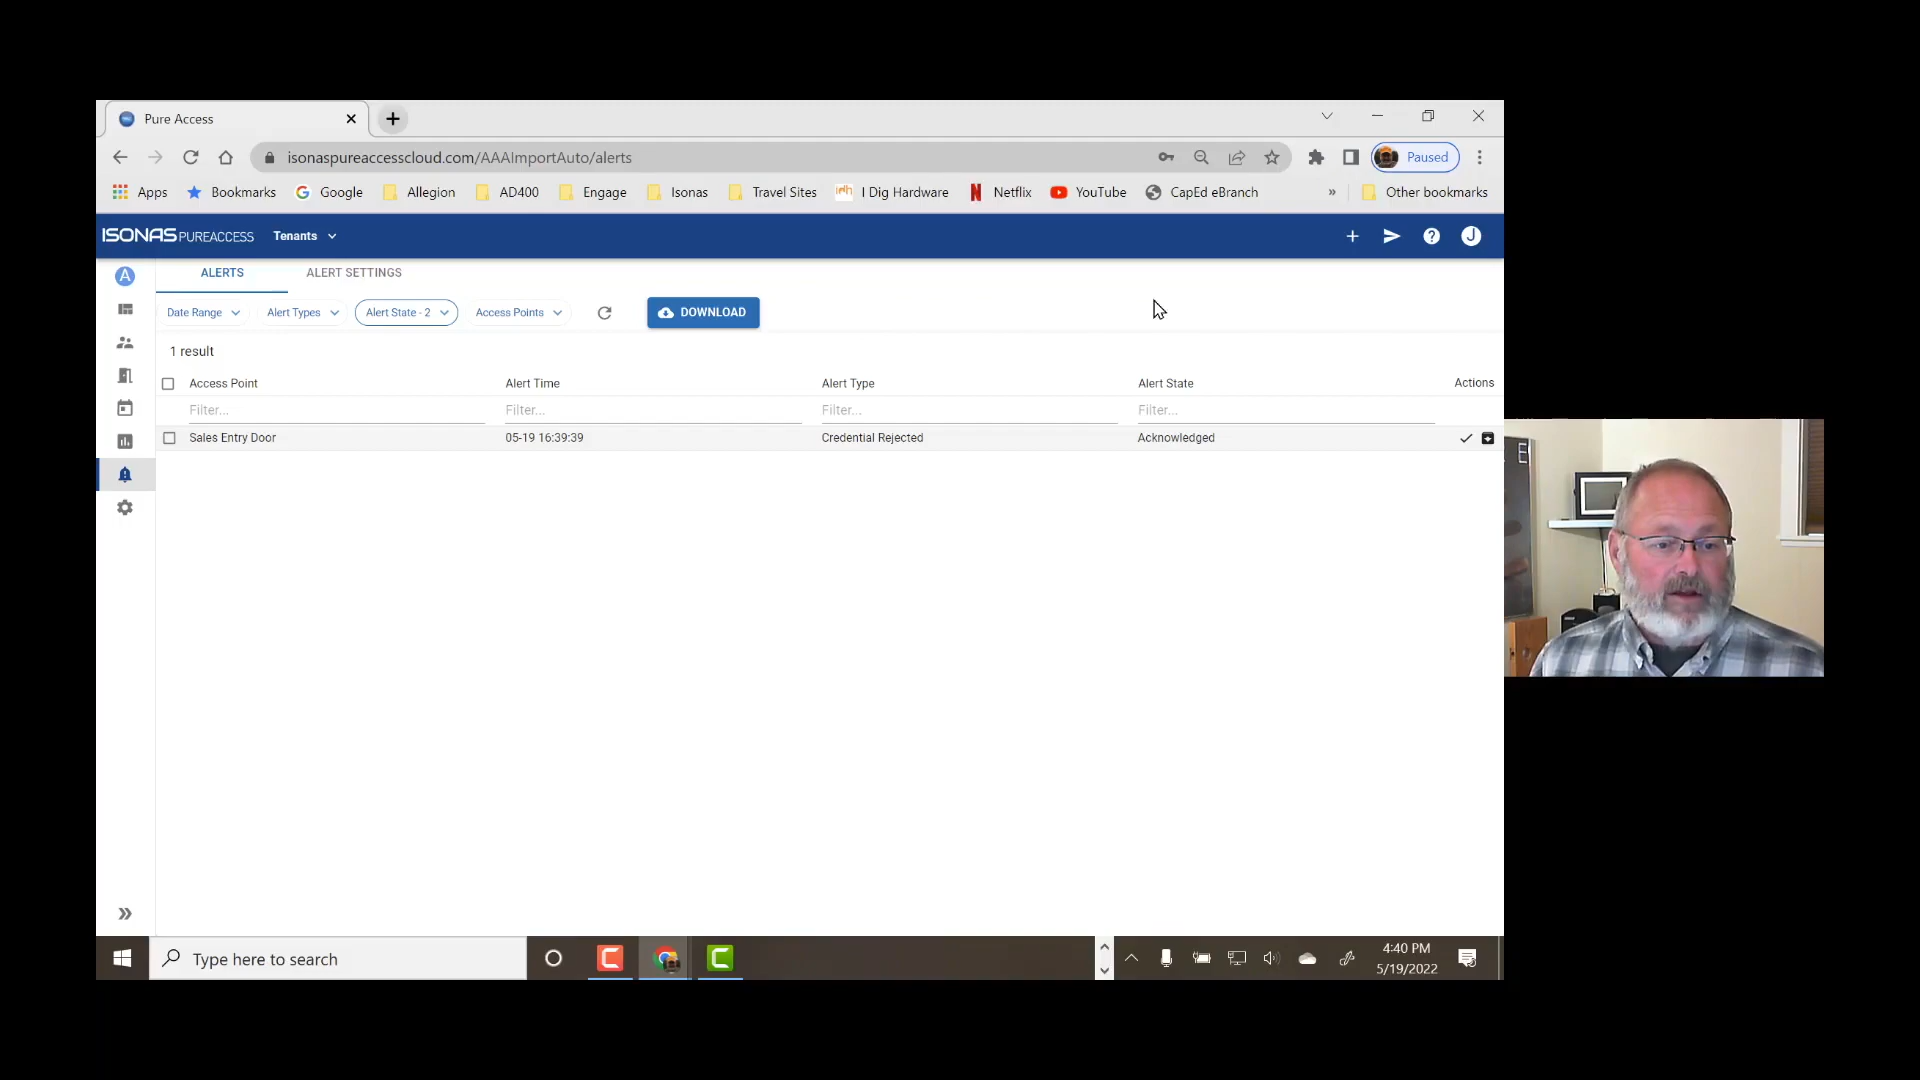 Pure Access
isonaspureaccesscloud.com/AAAImportAuto/alerts
Paused
Apps Bookmarks Google Allegion AD400 Engage Isonas Travel Sites I Dig Hardware Netflix YouTube CapEd eBranch » Other bookmarks
ISONAS PUREACCESS Tenants
J
A
ALERTS ALERT SETTINGS
Date Range Alert Types Alert State - 2 Access Points DOWNLOAD
1 result
Access Point Alert Time Alert Type Alert State Actions
Filter... Filter... Filter... Filter...
Sales Entry Door 05-19 16:39:39 Credential Rejected Acknowledged
E
Type here to search
4:40 PM
5/19/2022